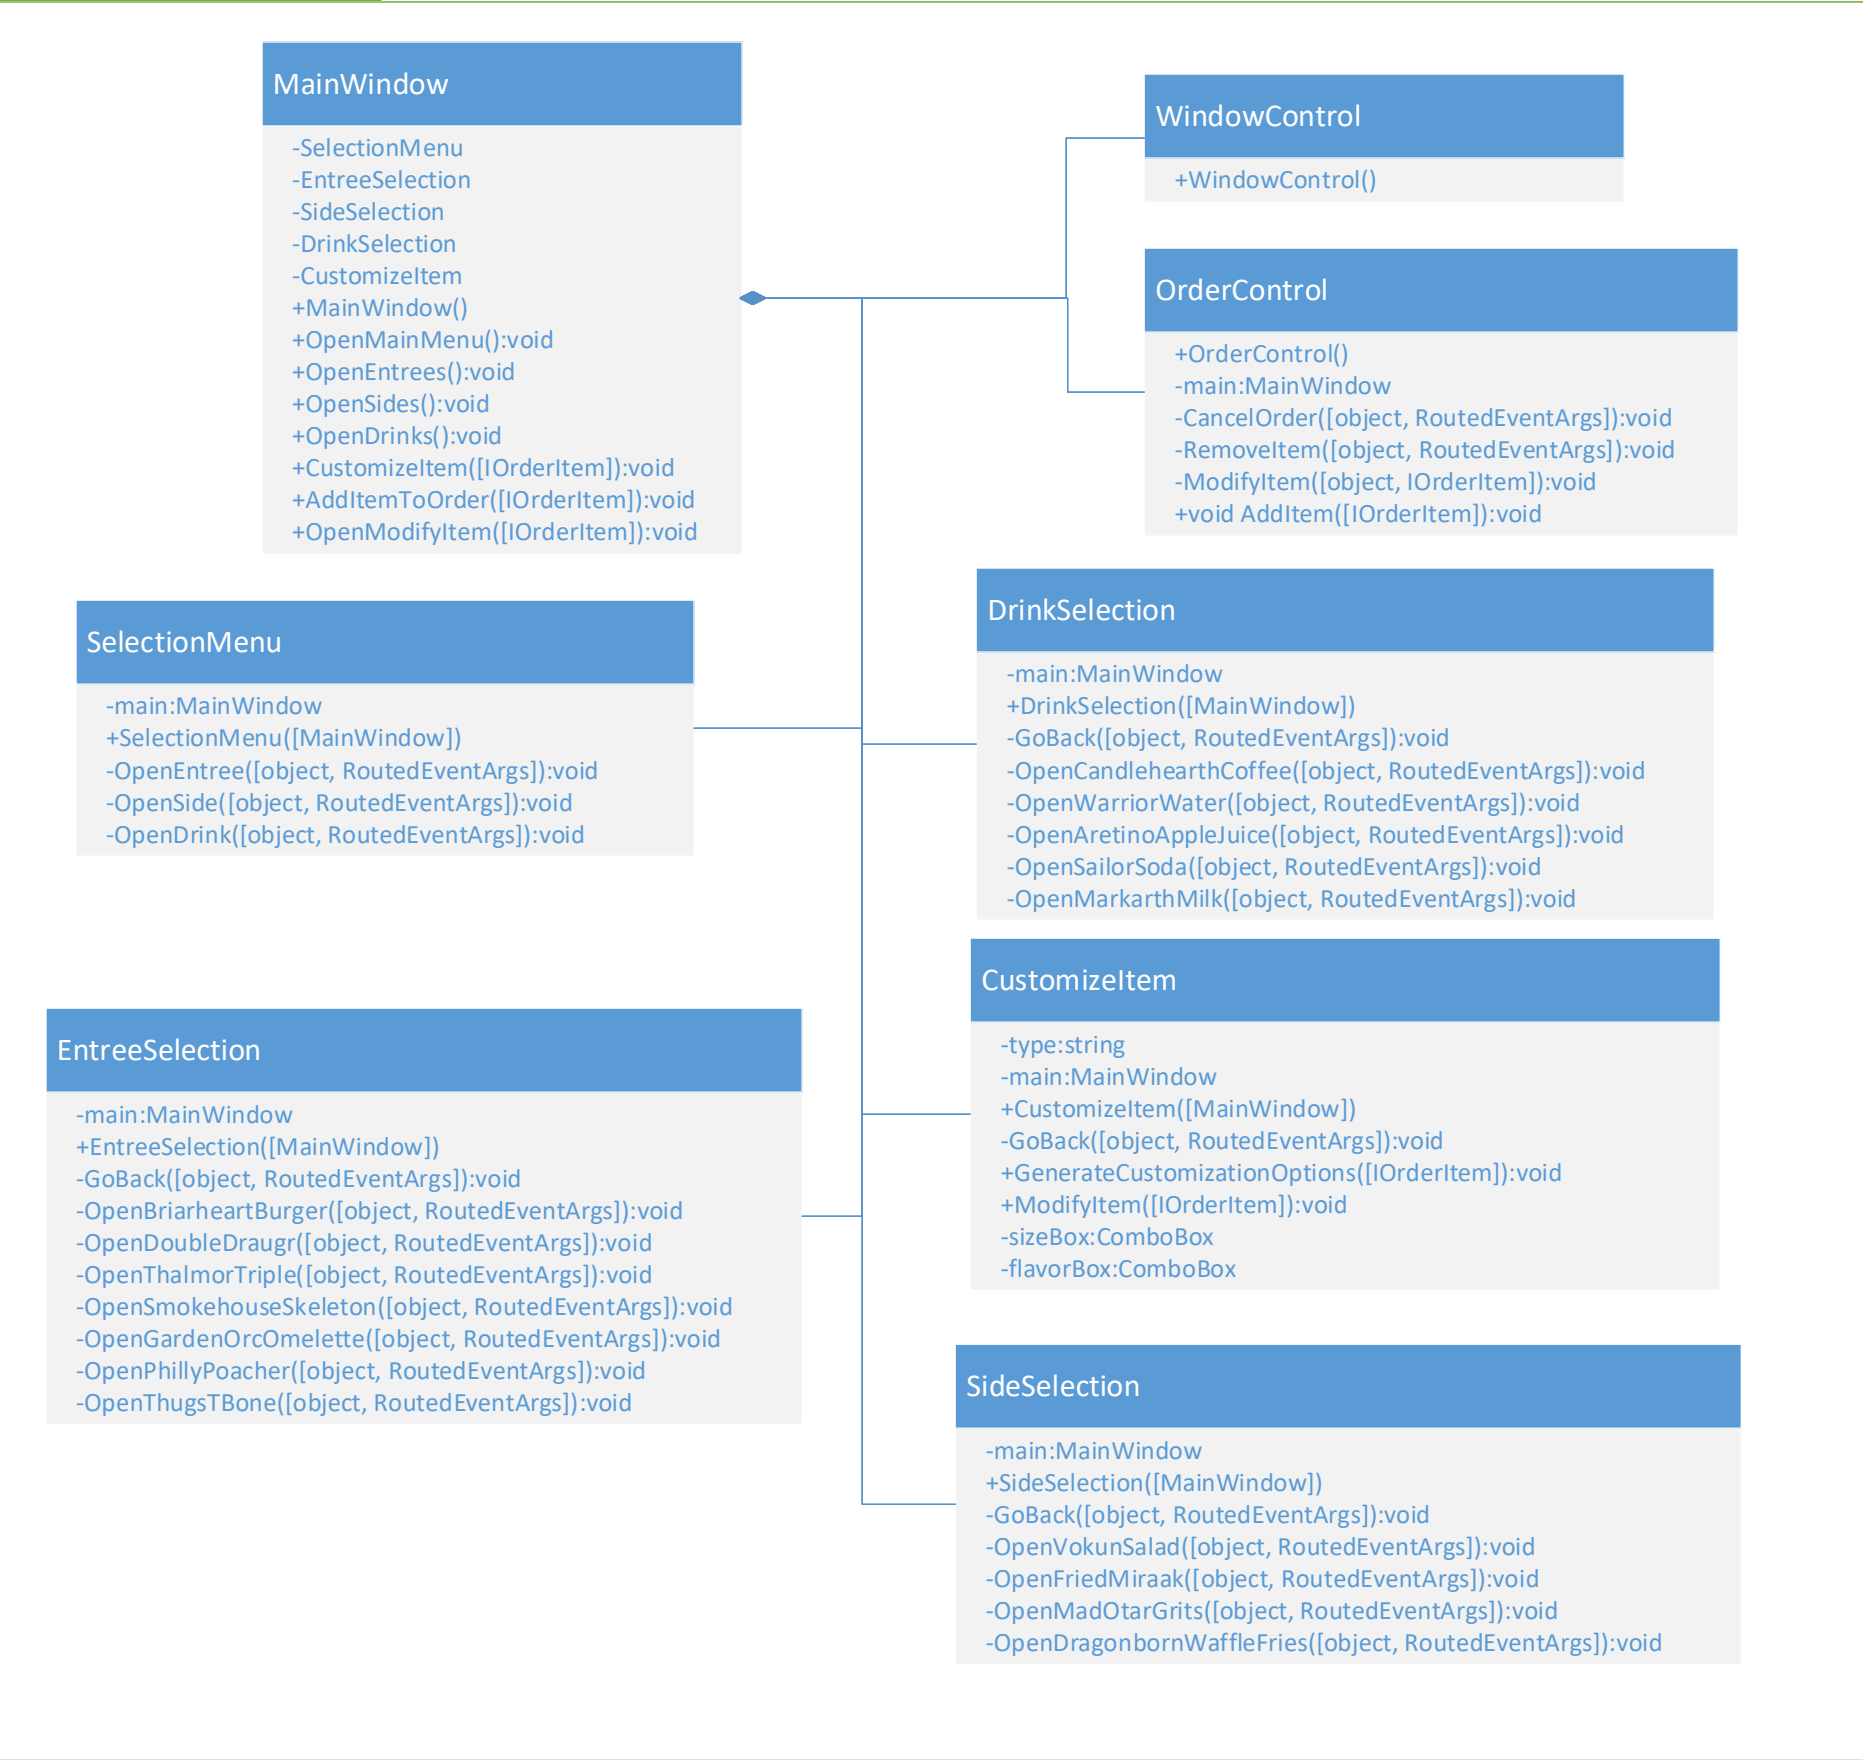 MainWindow
-SelectionMenu
-EntreeSelection
-SideSelection
-DrinkSelection
-CustomizeItem
+MainWindow()
+OpenMainMenu():void
+OpenEntrees():void
+OpenSides():void
+OpenDrinks():void
+CustomizeItem([IOrderItem]):void
+AddItemToOrder([IOrderItem]):void
+OpenModifyItem([IOrderItem]):void
WindowControl
+WindowControl()
OrderControl
+OrderControl()
-main:MainWindow
-CancelOrder([object, RoutedEventArgs]):void
-RemoveItem([object, RoutedEventArgs]):void
-ModifyItem([object, IOrderItem]):void
+void AddItem([IOrderItem]):void
SelectionMenu
-main:MainWindow
+SelectionMenu([MainWindow])
-OpenEntree([object, RoutedEventArgs]):void
-OpenSide([object, RoutedEventArgs]):void
-OpenDrink([object, RoutedEventArgs]):void
DrinkSelection
-main:MainWindow
+DrinkSelection([MainWindow])
-GoBack([object, RoutedEventArgs]):void
-OpenCandlehearthCoffee([object, RoutedEventArgs]):void
-OpenWarriorWater([object, RoutedEventArgs]):void
-OpenAretinoAppleJuice([object, RoutedEventArgs]):void
-OpenSailorSoda([object, RoutedEventArgs]):void
-OpenMarkarthMilk([object, RoutedEventArgs]):void
CustomizeItem
-type:string
-main:MainWindow
+CustomizeItem([MainWindow])
-GoBack([object, RoutedEventArgs]):void
+GenerateCustomizationOptions([IOrderItem]):void
+ModifyItem([IOrderItem]):void
-sizeBox:ComboBox
-flavorBox:ComboBox
EntreeSelection
-main:MainWindow
+EntreeSelection([MainWindow])
-GoBack([object, RoutedEventArgs]):void
-OpenBriarheartBurger([object, RoutedEventArgs]):void
-OpenDoubleDraugr([object, RoutedEventArgs]):void
-OpenThalmorTriple([object, RoutedEventArgs]):void
-OpenSmokehouseSkeleton([object, RoutedEventArgs]):void
-OpenGardenOrcOmelette([object, RoutedEventArgs]):void
-OpenPhillyPoacher([object, RoutedEventArgs]):void
-OpenThugsTBone([object, RoutedEventArgs]):void
SideSelection
-main:MainWindow
+SideSelection([MainWindow])
-GoBack([object, RoutedEventArgs]):void
-OpenVokunSalad([object, RoutedEventArgs]):void
-OpenFriedMiraak([object, RoutedEventArgs]):void
-OpenMadOtarGrits([object, RoutedEventArgs]):void
-OpenDragonbornWaffleFries([object, RoutedEventArgs]):void